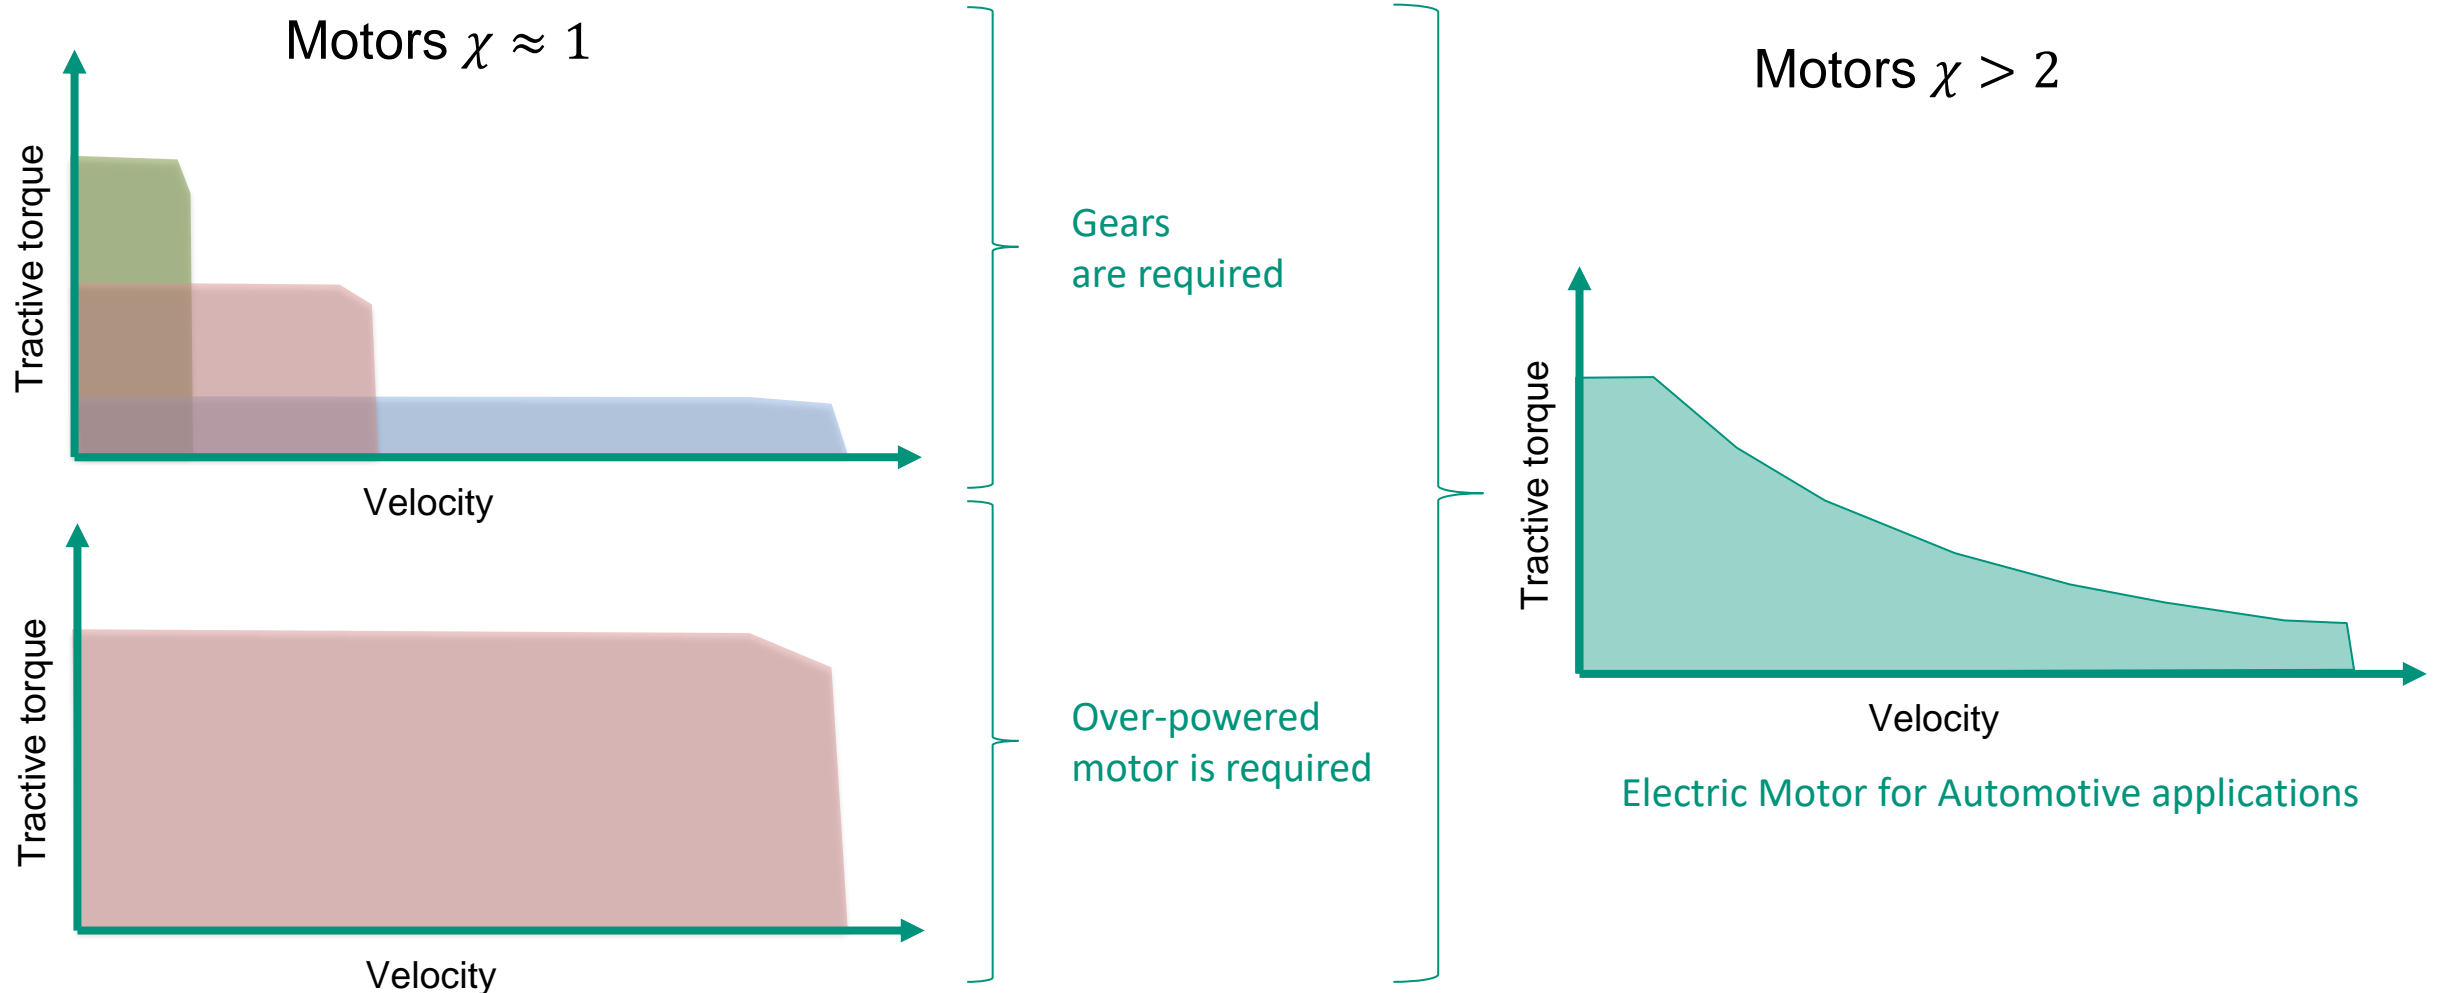 Motors χ ≈ 1
Tractive torque
Velocity
Tractive torque
Velocity
Gears
are required
Over-powered
motor is required
Motors χ > 2
Tractive torque
Velocity
Electric Motor for Automotive applications